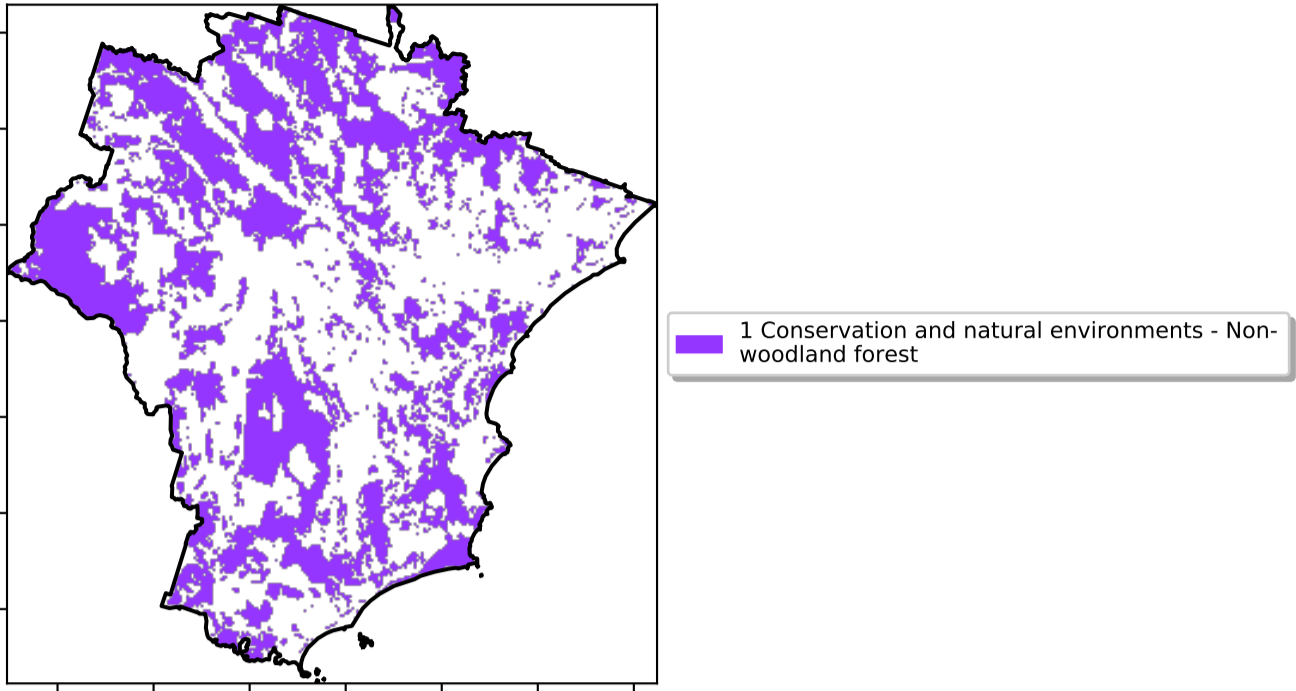 1 Conservation and natural environments - Non-
woodland forest